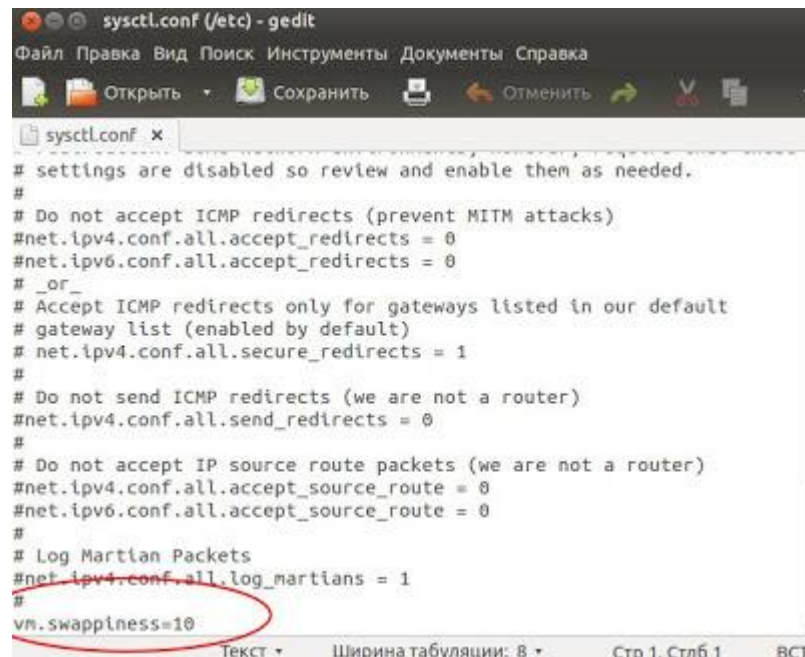 sysctl.conf (/etc) - gedit
Файл Правка Вид Поиск Инструменты Документы Справка
Открыть Сохранить Отменить
sysctl.conf ×
# settings are disabled so review and enable them as needed.
#
# Do not accept ICMP redirects (prevent MITM attacks)
#net.ipv4.conf.all.accept_redirects = 0
#net.ipv6.conf.all.accept_redirects = 0
# _or_
# Accept ICMP redirects only for gateways listed in our default
# gateway list (enabled by default)
# net.ipv4.conf.all.secure_redirects = 1
#
# Do not send ICMP redirects (we are not a router)
#net.ipv4.conf.all.send_redirects = 0
#
# Do not accept IP source route packets (we are not a router)
#net.ipv4.conf.all.accept_source_route = 0
#net.ipv6.conf.all.accept_source_route = 0
#
# Log Martian Packets
#net.ipv4.conf.all.log_martians = 1
#
vm.swappiness=10
Текст Ширина табуляции: 8 Стр 1, Стлб 1 ВСТ